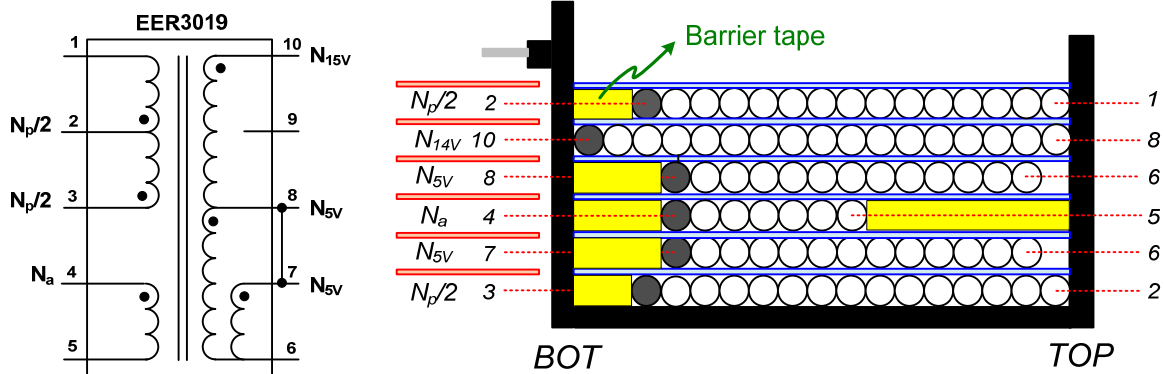 EER3019
1
10
N15V
Np/2
2
9
Np/2
3
8
N5V
Na
4
7
N5V
5
6
Barrier tape
Np/2 2 1
N14V 10 8
N5V 8 6
Na 4 5
N5V 7 6
Np/2 3 2
BOT TOP